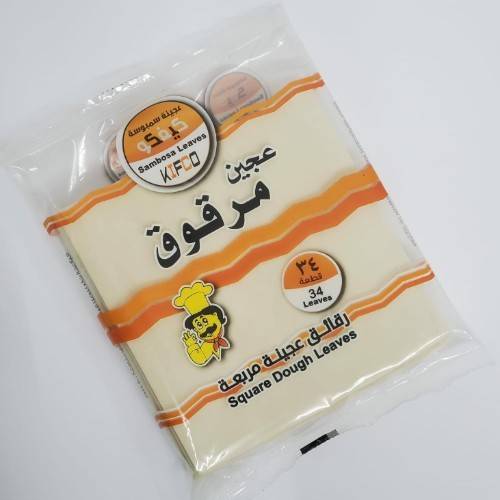 عجينة سمبوسة
كيفكو
Sambosa Leaves
KIFCO
عجين
مرقوق
٣٤
قطعة
34
Leaves
رقائق عجينة مربعة
Square Dough Leaves